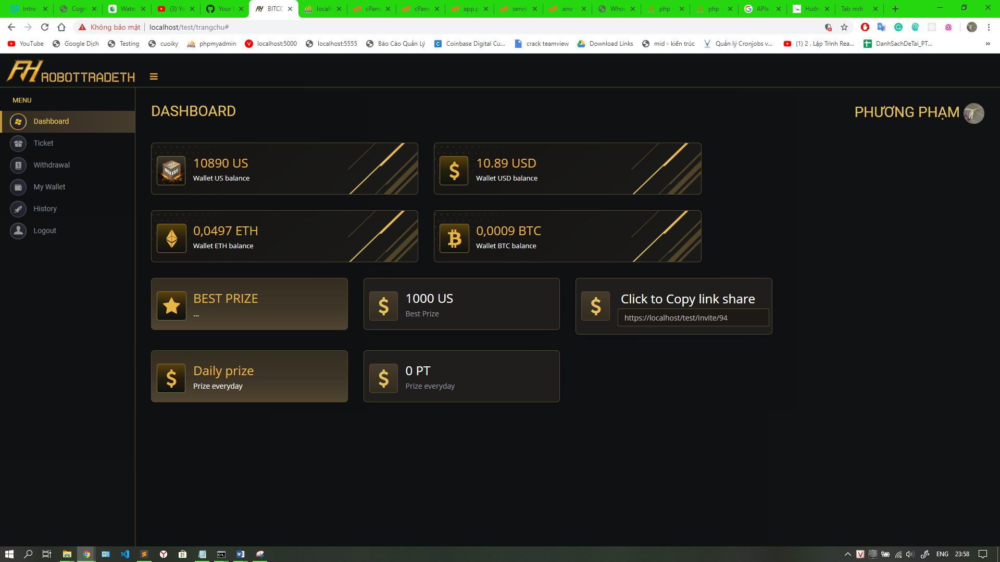 Intro
Cogn
Wate
(3) Yo
Your
BITCC
localh
cPane
cPane
app.p
servic
.env -
Whoc
php -
php -
APIs
Hướn
Tab mới
Không bảo mật
localhost/test/trangchu#
YouTube
Google Dịch
Testing
cuoiky
phpmyadmin
localhost:5000
localhost:5555
Báo Cáo Quản Lý
Coinbase Digital Cu...
crack teamview
Download Links
mid - kiến trúc
Quản lý Cronjobs v...
(1) 2 . Lập Trình Rea...
DanhSachDeTai_PT...
»
FH ROBOTTRADETH
MENU
Dashboard
Ticket
Withdrawal
My Wallet
History
Logout
DASHBOARD
PHƯƠNG PHẠM
10890 US
Wallet US balance
10.89 USD
Wallet USD balance
0,0497 ETH
Wallet ETH balance
0,0009 BTC
Wallet BTC balance
BEST PRIZE
...
1000 US
Best Prize
Click to Copy link share
https://localhost/test/invite/94
Daily prize
Prize everyday
0 PT
Prize everyday
ENG
23:58